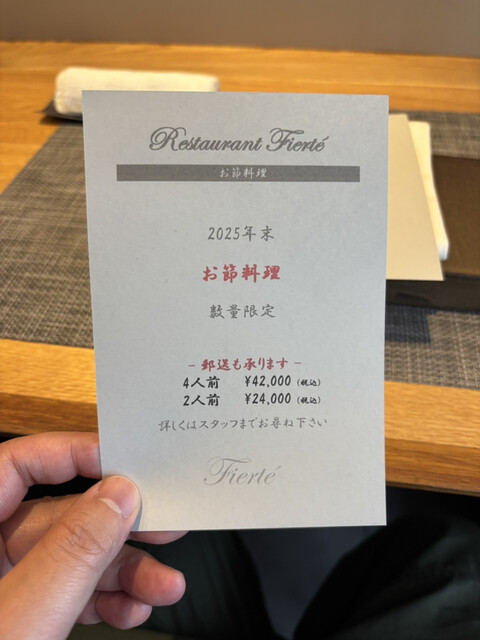 Restaurant Fierté
お節料理
2025年末
お節料理
数量限定
- 郵送も承ります -
4人前 ¥42,000 (税込)
2人前 ¥24,000 (税込)
詳しくはスタッフまでお尋ね下さい
Fierté